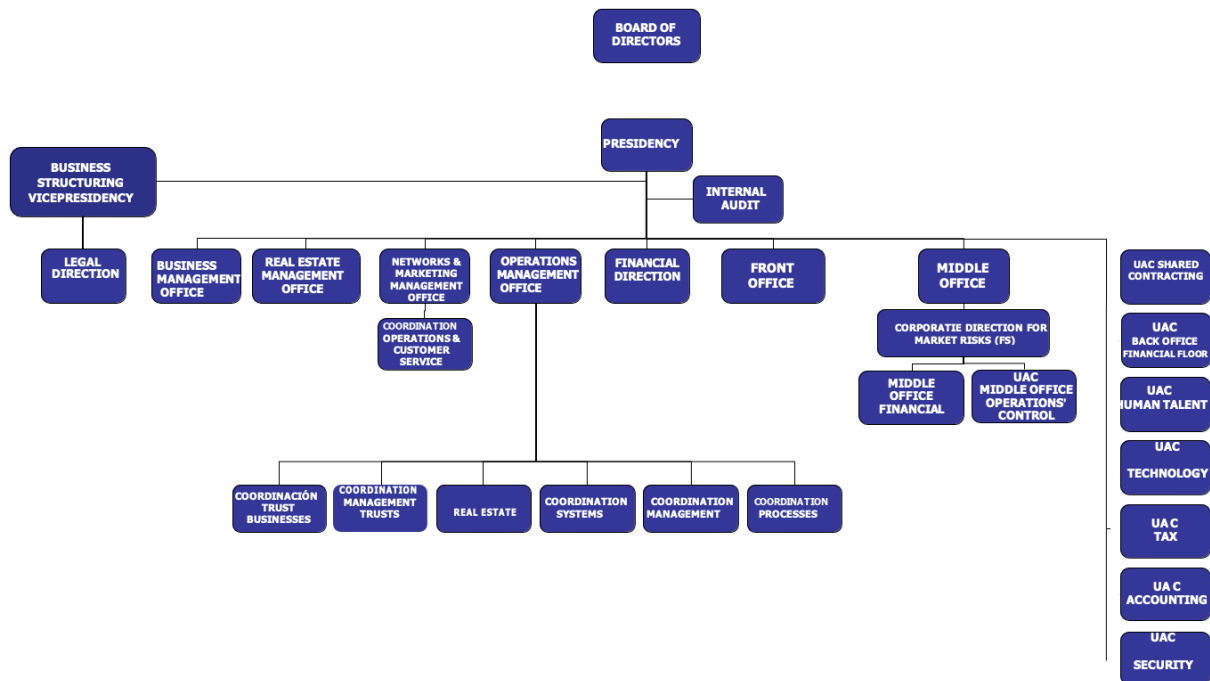 BOARD OF
DIRECTORS
PRESIDENCY
BUSINESS
STRUCTURING
VICEPRESIDENCY
INTERNAL
AUDIT
LEGAL
DIRECTION
BUSINESS
MANAGEMENT
OFFICE
REAL ESTATE
MANAGEMENT
OFFICE
NETWORKS &
MARKETING
MANAGEMENT
OFFICE
OPERATIONS
MANAGEMENT
OFFICE
FINANCIAL
DIRECTION
FRONT
OFFICE
MIDDLE
OFFICE
UAC SHARED
CONTRACTING
COORDINATION
OPERATIONS &
CUSTOMER
SERVICE
CORPORATIE DIRECTION FOR
MARKET RISKS (FS)
UAC
BACK OFFICE
FINANCIAL FLOOR
MIDDLE
OFFICE
FINANCIAL
UAC
MIDDLE OFFICE
OPERATIONS'
CONTROL
UAC
HUMAN TALENT
UAC
TECHNOLOGY
COORDINACIÓN
TRUST
BUSINESSES
COORDINATION
MANAGEMENT
TRUSTS
REAL ESTATE
COORDINATION
SYSTEMS
COORDINATION
MANAGEMENT
COORDINATION
PROCESSES
UA C
TAX
UA C
ACCOUNTING
UAC
SECURITY